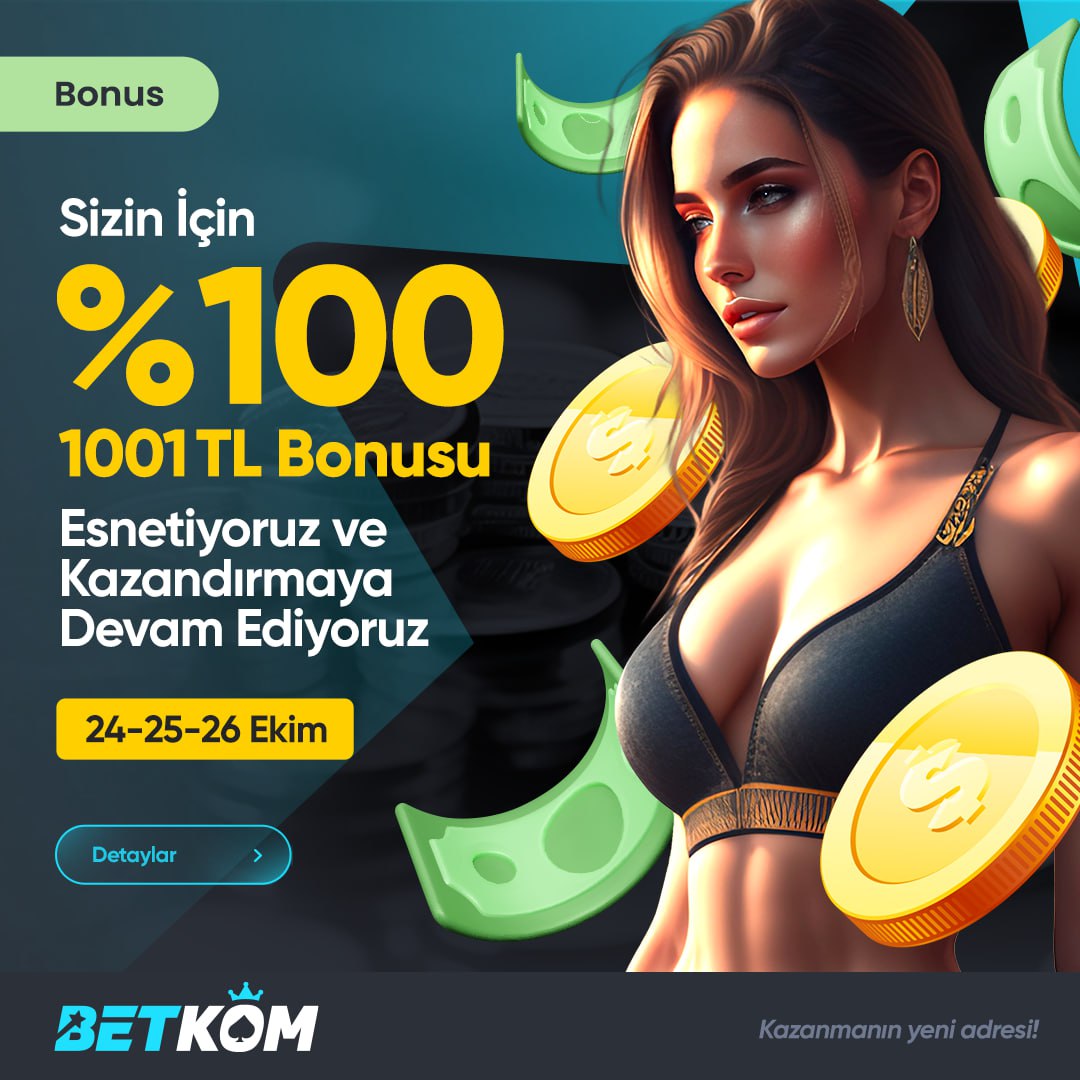 Bonus
Sizin İçin
%100
1001 TL Bonusu
Esnetiyoruz ve
Kazandırmaya
Devam Ediyoruz
24-25-26 Ekim
Detaylar
BETKOM
Kazanmanın yeni adresi!